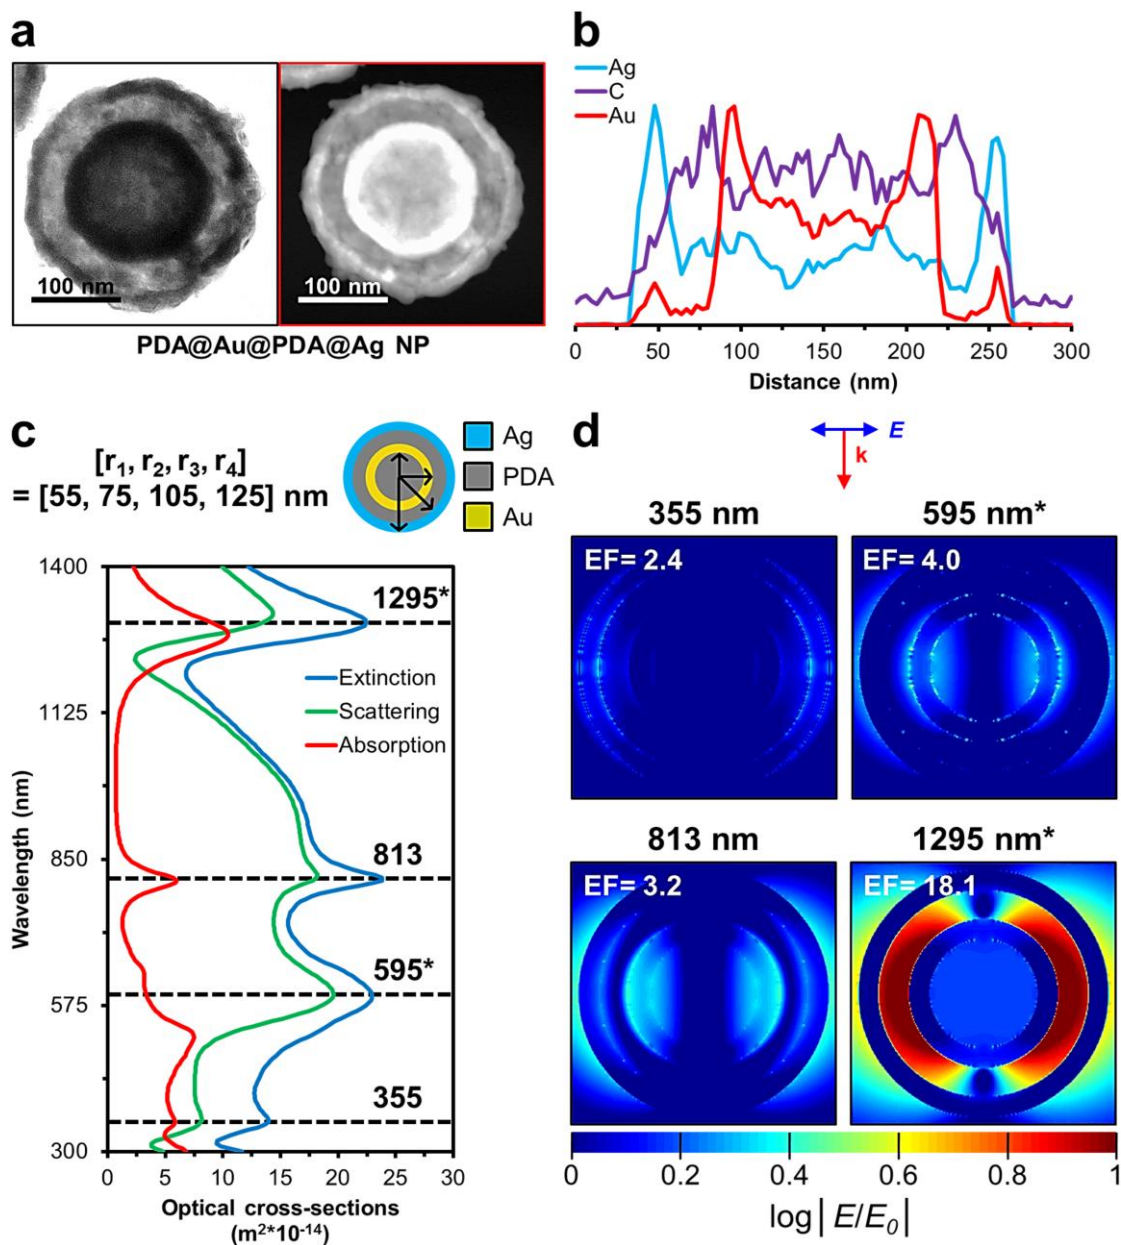 a
100 nm
100 nm
PDA@Au@PDA@Ag NP
b
Ag
C
Au
0 50 100 150 200 250 300
Distance (nm)
c
[r₁, r₂, r₃, r₄]
= [55, 75, 105, 125] nm
Ag
PDA
Au
1400
1125
850
575
300
Wavelength (nm)
1295*
Extinction
Scattering
Absorption
813
595*
355
0 5 10 15 20 25 30
Optical cross-sections
(m²*10⁻¹⁴)
d
E
k
355 nm
595 nm*
EF= 2.4
EF= 4.0
813 nm
1295 nm*
EF= 3.2
EF= 18.1
0 0.2 0.4 0.6 0.8 1
log|E/E₀|